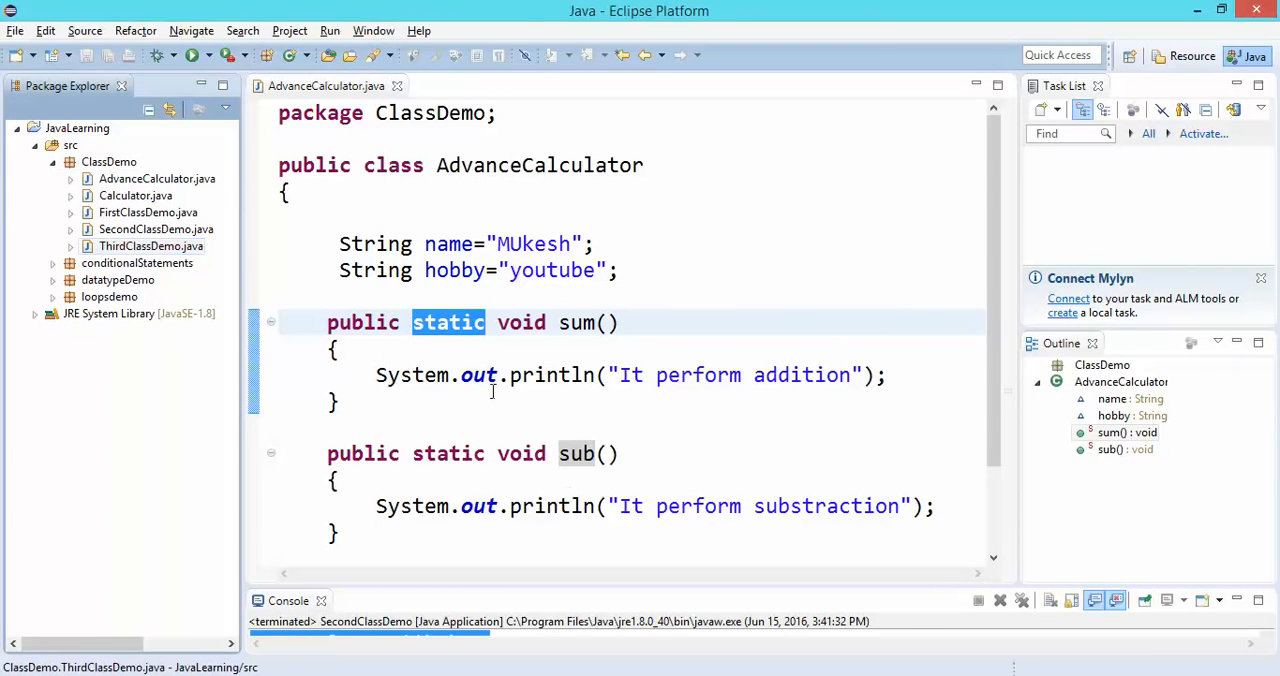 Java - Eclipse Platform
File Edit Source Refactor Navigate Search Project Run Window Help
Quick Access Resource Java
Package Explorer
JavaLearning
src
ClassDemo
AdvanceCalculator.java
Calculator.java
FirstClassDemo.java
SecondClassDemo.java
ThirdClassDemo.java
conditionalStatements
datatypeDemo
loopsdemo
JRE System Library [JavaSE-1.8]
AdvanceCalculator.java
package ClassDemo;
public class AdvanceCalculator
{
String name="MUkesh";
String hobby="youtube";
public static void sum()
{
System.out.println("It perform addition");
}
public static void sub()
{
System.out.println("It perform substraction");
}
Task List
Find All Activate...
Connect Mylyn
Connect to your task and ALM tools or
create a local task.
Outline
ClassDemo
AdvanceCalculator
name : String
hobby : String
S sum() : void
S sub() : void
Console
<terminated> SecondClassDemo [Java Application] C:\Program Files\Java\jre1.8.0_40\bin\javaw.exe (Jun 15, 2016, 3:41:32 PM)
ClassDemo.ThirdClassDemo.java - JavaLearning/src